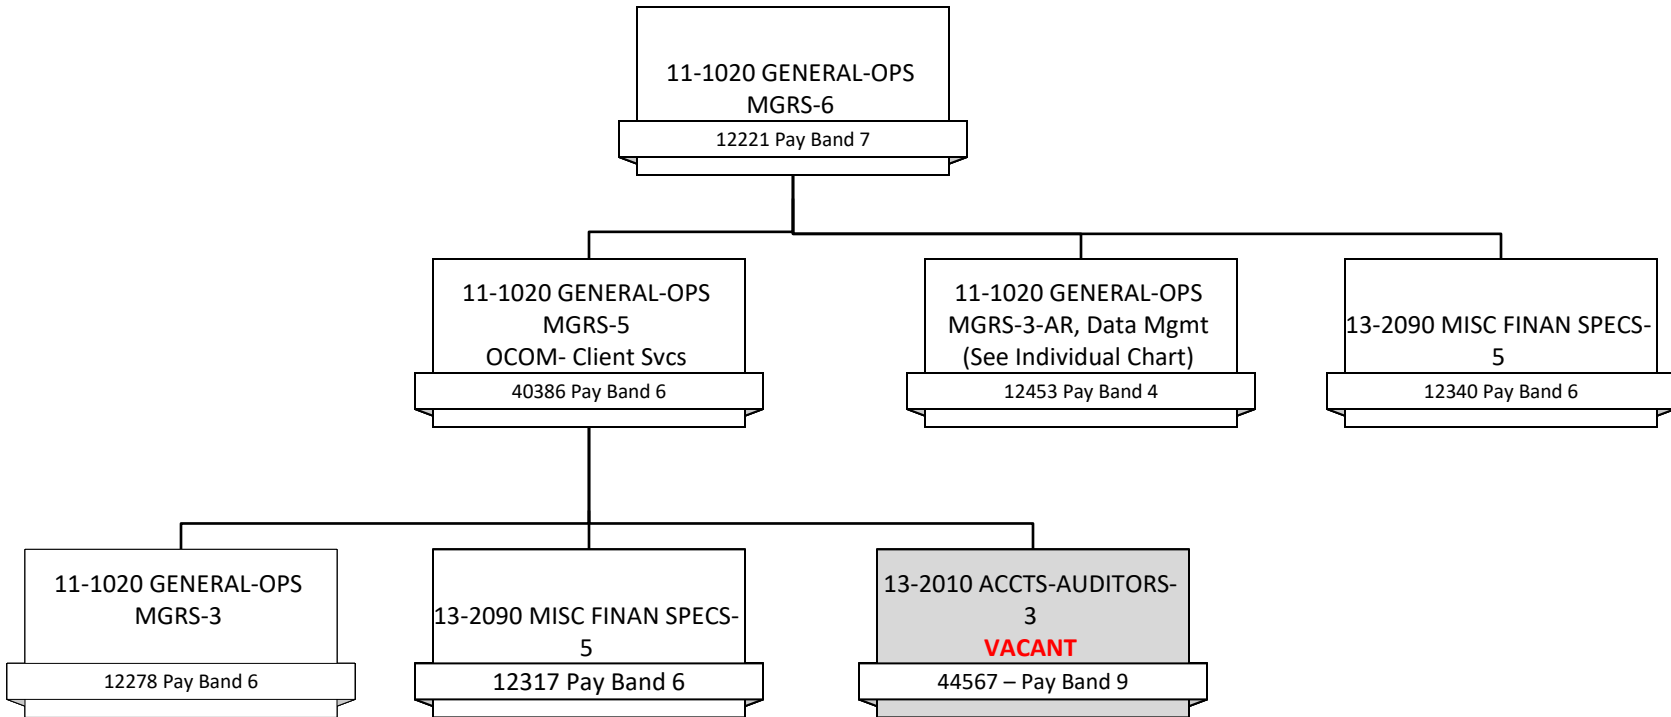 11-1020 GENERAL-OPS
MGRS-6
12221 Pay Band 7
11-1020 GENERAL-OPS
MGRS-5
OCOM- Client Svcs
40386 Pay Band 6
11-1020 GENERAL-OPS
MGRS-3-AR, Data Mgmt
(See Individual Chart)
12453 Pay Band 4
13-2090 MISC FINAN SPECS-
5
12340 Pay Band 6
11-1020 GENERAL-OPS
MGRS-3
12278 Pay Band 6
13-2090 MISC FINAN SPECS-
5
12317 Pay Band 6
13-2010 ACCTS-AUDITORS-
3
VACANT
44567 – Pay Band 9